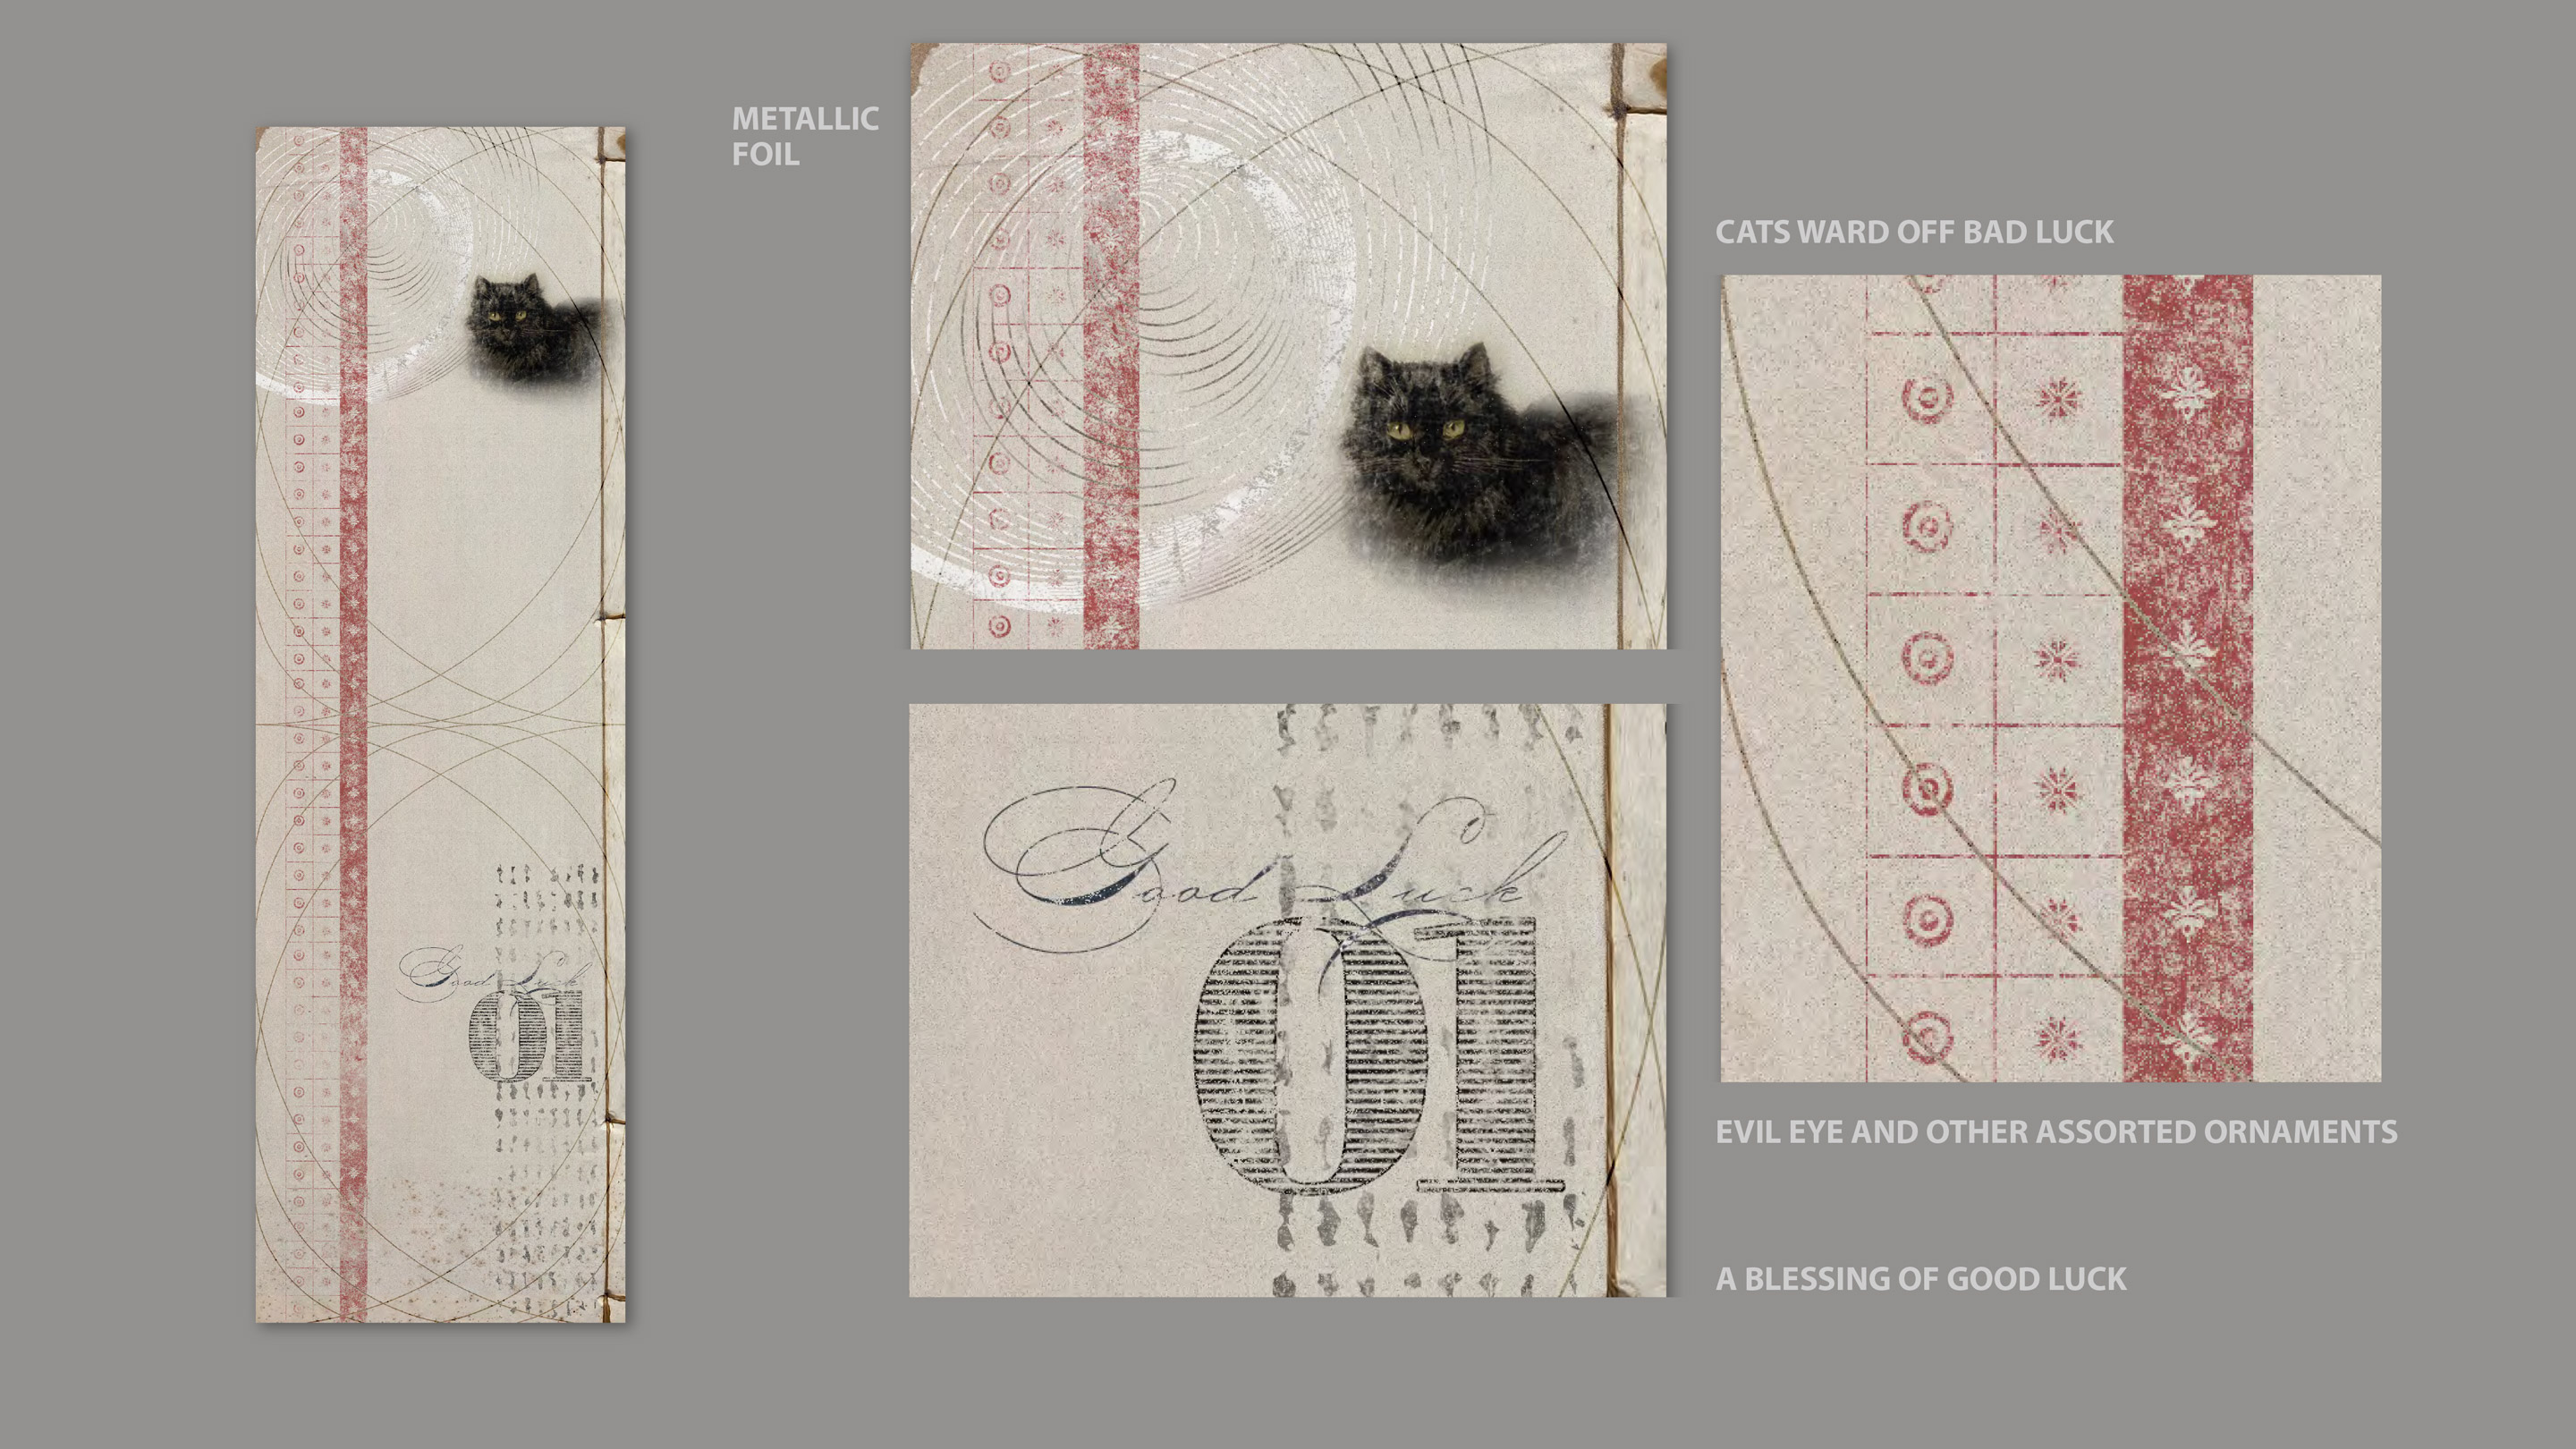 METALLIC
FOIL
CATS WARD OFF BAD LUCK
Good Luck
01
Good Luck
01
EVIL EYE AND OTHER ASSORTED ORNAMENTS
A BLESSING OF GOOD LUCK